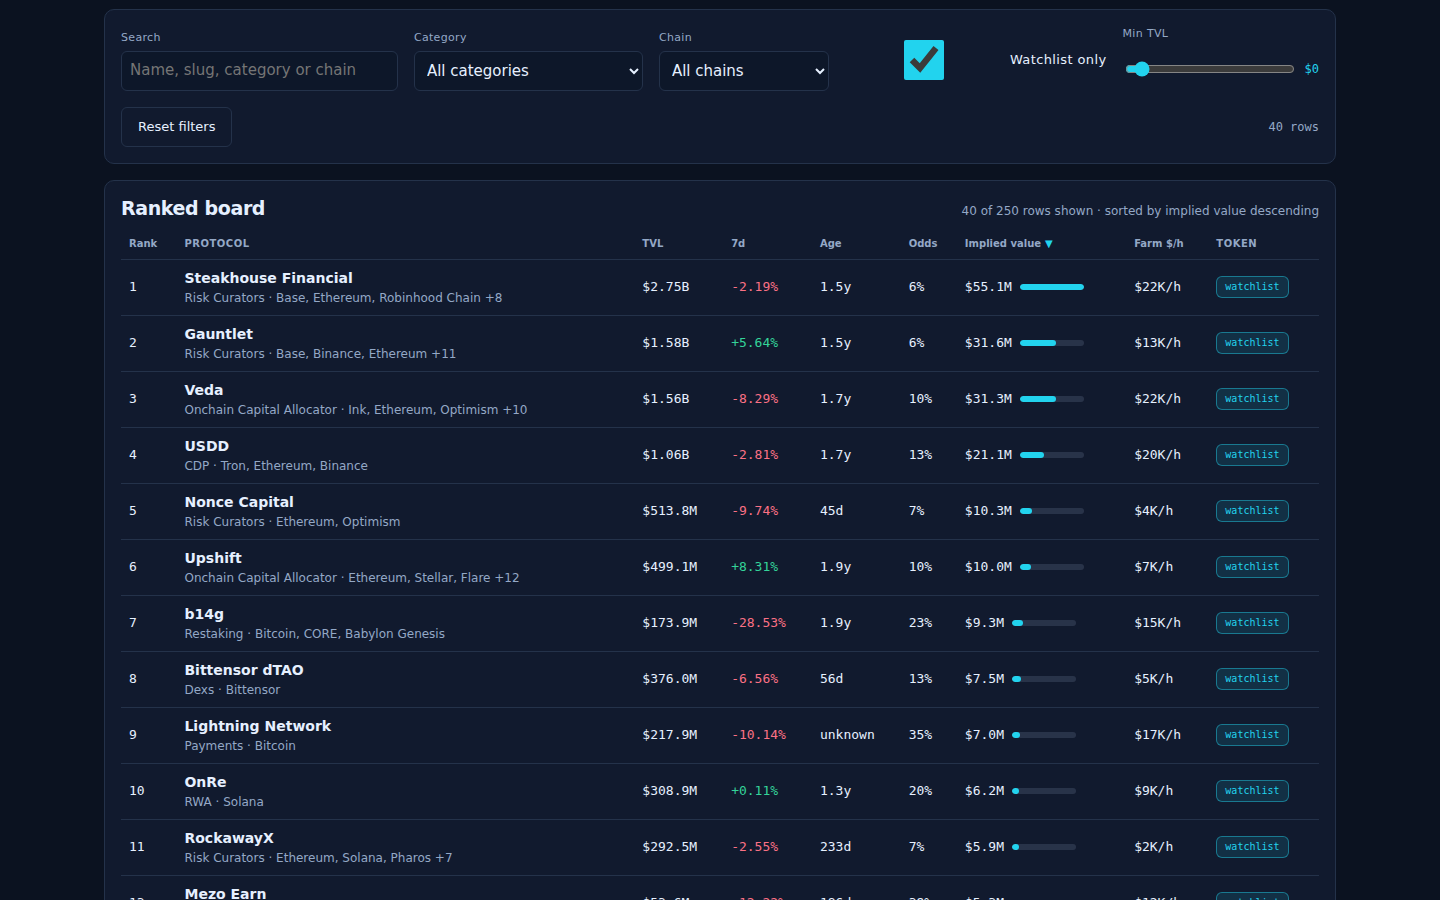 Search
Category
Chain
Min TVL
Name, slug, category or chain
All categories
All chains
Watchlist only
$0
Reset filters
40 rows
Ranked board
40 of 250 rows shown · sorted by implied value descending
Rank PROTOCOL TVL 7d Age Odds Implied value ▼ Farm $/h TOKEN
1 Steakhouse Financial $2.75B -2.19% 1.5y 6% $55.1M $22K/h watchlist
Risk Curators · Base, Ethereum, Robinhood Chain +8
2 Gauntlet $1.58B +5.64% 1.5y 6% $31.6M $13K/h watchlist
Risk Curators · Base, Binance, Ethereum +11
3 Veda $1.56B -8.29% 1.7y 10% $31.3M $22K/h watchlist
Onchain Capital Allocator · Ink, Ethereum, Optimism +10
4 USDD $1.06B -2.81% 1.7y 13% $21.1M $20K/h watchlist
CDP · Tron, Ethereum, Binance
5 Nonce Capital $513.8M -9.74% 45d 7% $10.3M $4K/h watchlist
Risk Curators · Ethereum, Optimism
6 Upshift $499.1M +8.31% 1.9y 10% $10.0M $7K/h watchlist
Onchain Capital Allocator · Ethereum, Stellar, Flare +12
7 b14g $173.9M -28.53% 1.9y 23% $9.3M $15K/h watchlist
Restaking · Bitcoin, CORE, Babylon Genesis
8 Bittensor dTAO $376.0M -6.56% 56d 13% $7.5M $5K/h watchlist
Dexs · Bittensor
9 Lightning Network $217.9M -10.14% unknown 35% $7.0M $17K/h watchlist
Payments · Bitcoin
10 OnRe $308.9M +0.11% 1.3y 20% $6.2M $9K/h watchlist
RWA · Solana
11 RockawayX $292.5M -2.55% 233d 7% $5.9M $2K/h watchlist
Risk Curators · Ethereum, Solana, Pharos +7
Mezo Earn